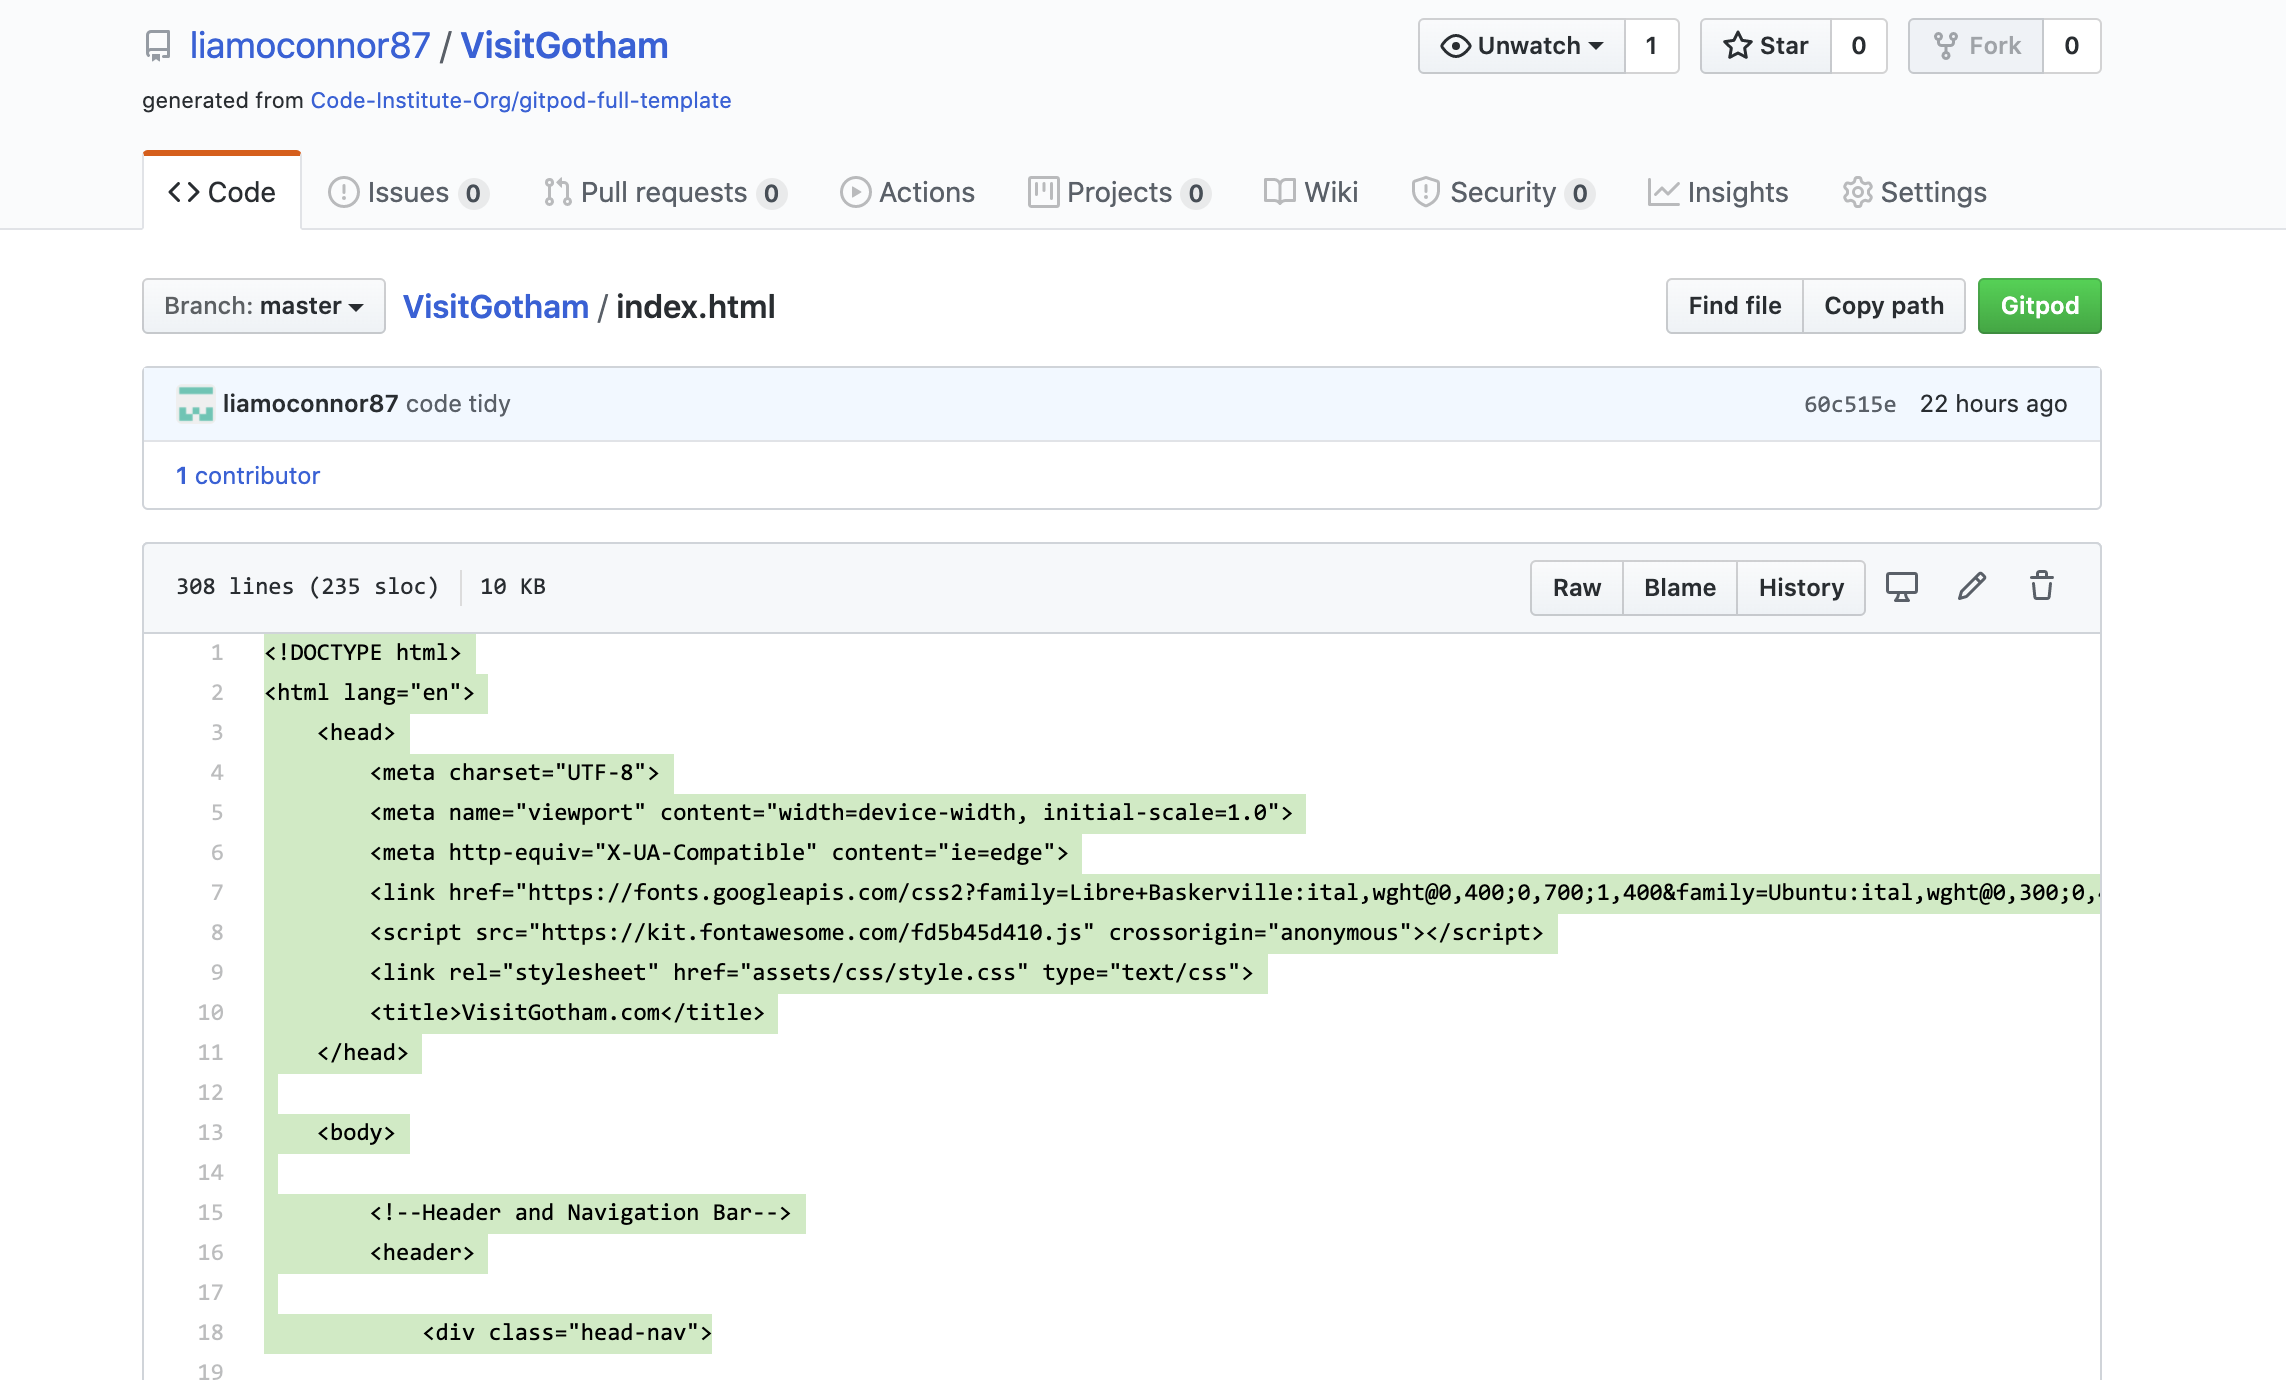 liamoconnor87 / VisitGotham
Unwatch 1 Star 0 Fork 0
generated from Code-Institute-Org/gitpod-full-template
Code Issues 0 Pull requests 0 Actions Projects 0 Wiki Security 0 Insights Settings
Branch: master VisitGotham / index.html Find file Copy path Gitpod
liamoconnor87 code tidy 60c515e 22 hours ago
1 contributor
308 lines (235 sloc) 10 KB Raw Blame History
1 <!DOCTYPE html>
2 <html lang="en">
3     <head>
4         <meta charset="UTF-8">
5         <meta name="viewport" content="width=device-width, initial-scale=1.0">
6         <meta http-equiv="X-UA-Compatible" content="ie=edge">
7         <link href="https://fonts.googleapis.com/css2?family=Libre+Baskerville:ital,wght@0,400;0,700;1,400&family=Ubuntu:ital,wght@0,300;0,
8         <script src="https://kit.fontawesome.com/fd5b45d410.js" crossorigin="anonymous"></script>
9         <link rel="stylesheet" href="assets/css/style.css" type="text/css">
10         <title>VisitGotham.com</title>
11     </head>
12
13     <body>
14
15         <!--Header and Navigation Bar-->
16         <header>
17
18             <div class="head-nav">
19